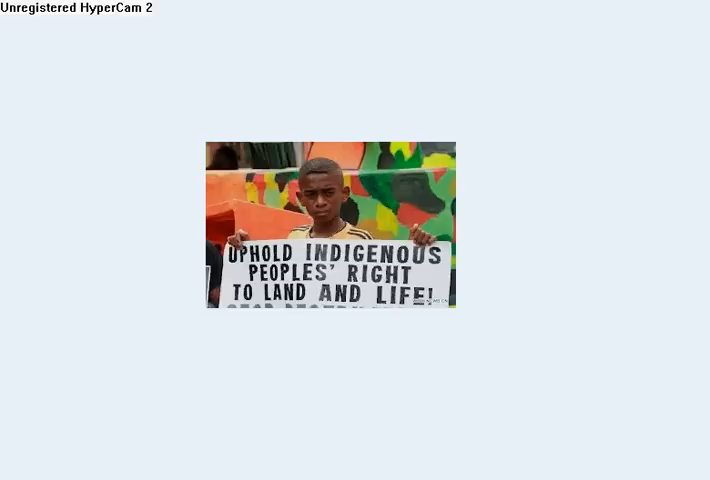 Unregistered HyperCam 2
UPHOLD INDIGENOUS
PEOPLES' RIGHT
TO LAND AND LIFE!